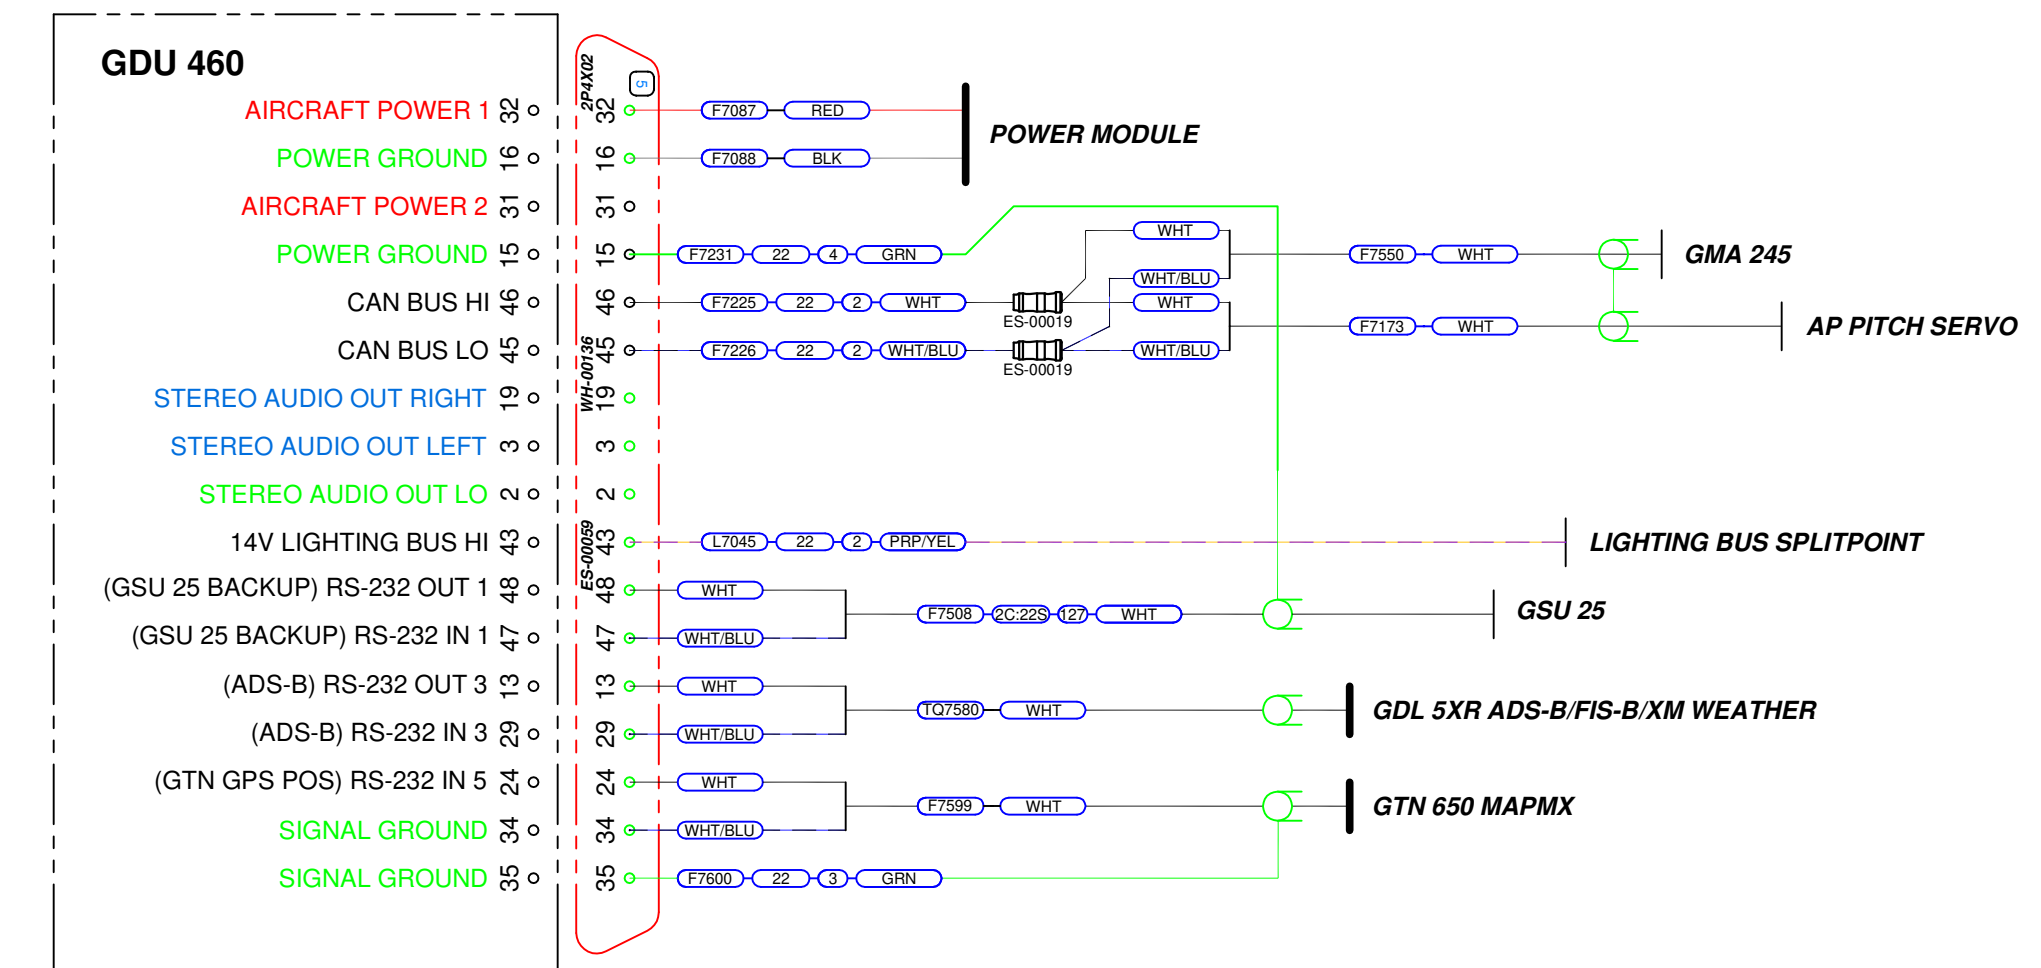 GDU 460
2P4X02
5
AIRCRAFT POWER 1 32 32 F7087 RED
POWER MODULE
POWER GROUND 16 16 F7088 BLK
AIRCRAFT POWER 2 31 31
WHT
POWER GROUND 15 15 F7231 22 4 GRN F7550 WHT GMA 245
WHT/BLU
CAN BUS HI 46 46 F7225 22 2 WHT WHT
ES-00019
F7173 WHT AP PITCH SERVO
CAN BUS LO 45 45 F7226 22 2 WHT/BLU WHT/BLU
ES-00019
WH-00136
STEREO AUDIO OUT RIGHT 19 19
STEREO AUDIO OUT LEFT 3 3
STEREO AUDIO OUT LO 2 2
14V LIGHTING BUS HI 43 43 L7045 22 2 PRP/YEL LIGHTING BUS SPLITPOINT
ES-00059
(GSU 25 BACKUP) RS-232 OUT 1 48 48 WHT
F7508 2C:22S 127 WHT GSU 25
(GSU 25 BACKUP) RS-232 IN 1 47 47 WHT/BLU
(ADS-B) RS-232 OUT 3 13 13 WHT
TQ7580 WHT GDL 5XR ADS-B/FIS-B/XM WEATHER
(ADS-B) RS-232 IN 3 29 29 WHT/BLU
(GTN GPS POS) RS-232 IN 5 24 24 WHT
F7599 WHT GTN 650 MAPMX
SIGNAL GROUND 34 34 WHT/BLU
SIGNAL GROUND 35 35 F7600 22 3 GRN